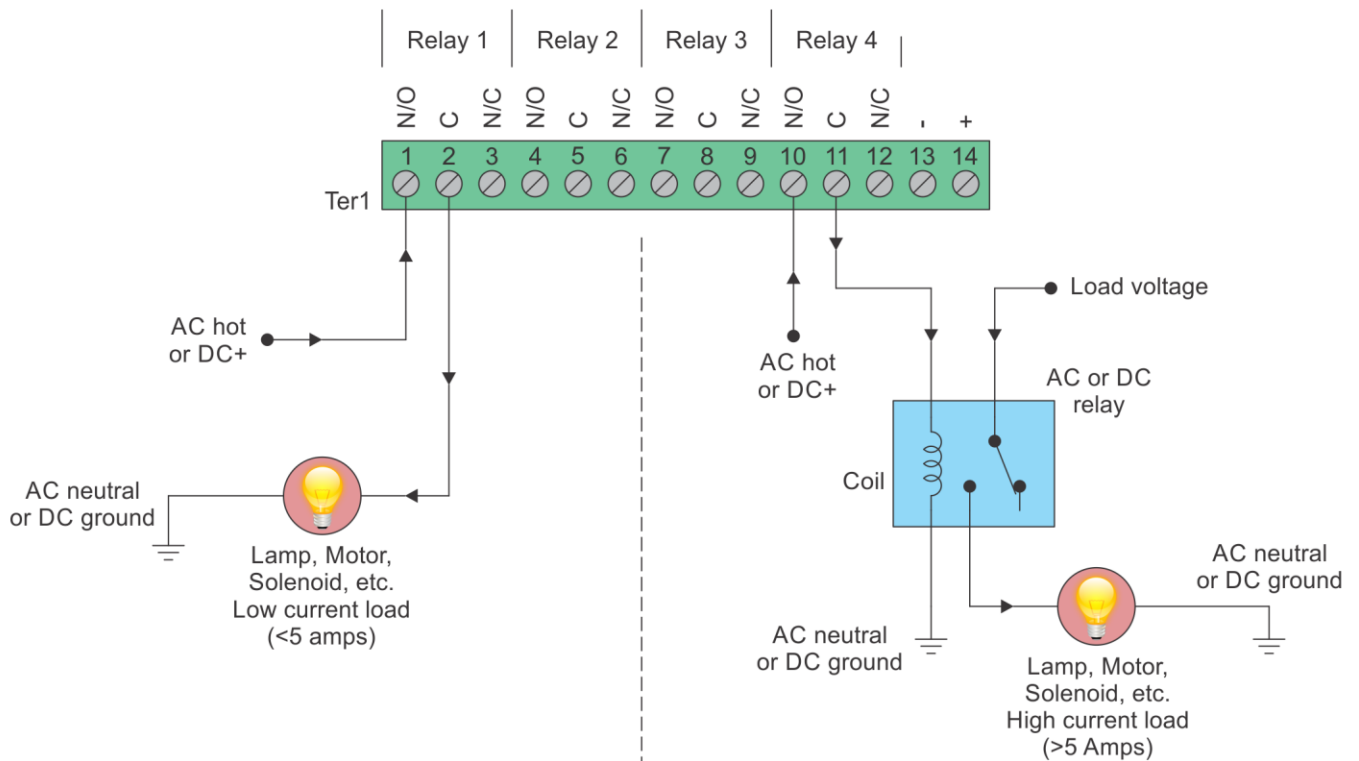 Relay 1 Relay 2 Relay 3 Relay 4
N/O C N/C N/O C N/C N/O C N/C N/O C N/C - +
1 2 3 4 5 6 7 8 9 10 11 12 13 14
Ter1
AC hot
or DC+
AC neutral
or DC ground
Lamp, Motor,
Solenoid, etc.
Low current load
(<5 amps)
AC hot
or DC+
Load voltage
AC or DC
relay
Coil
AC neutral
or DC ground
AC neutral
or DC ground
Lamp, Motor,
Solenoid, etc.
High current load
(>5 Amps)